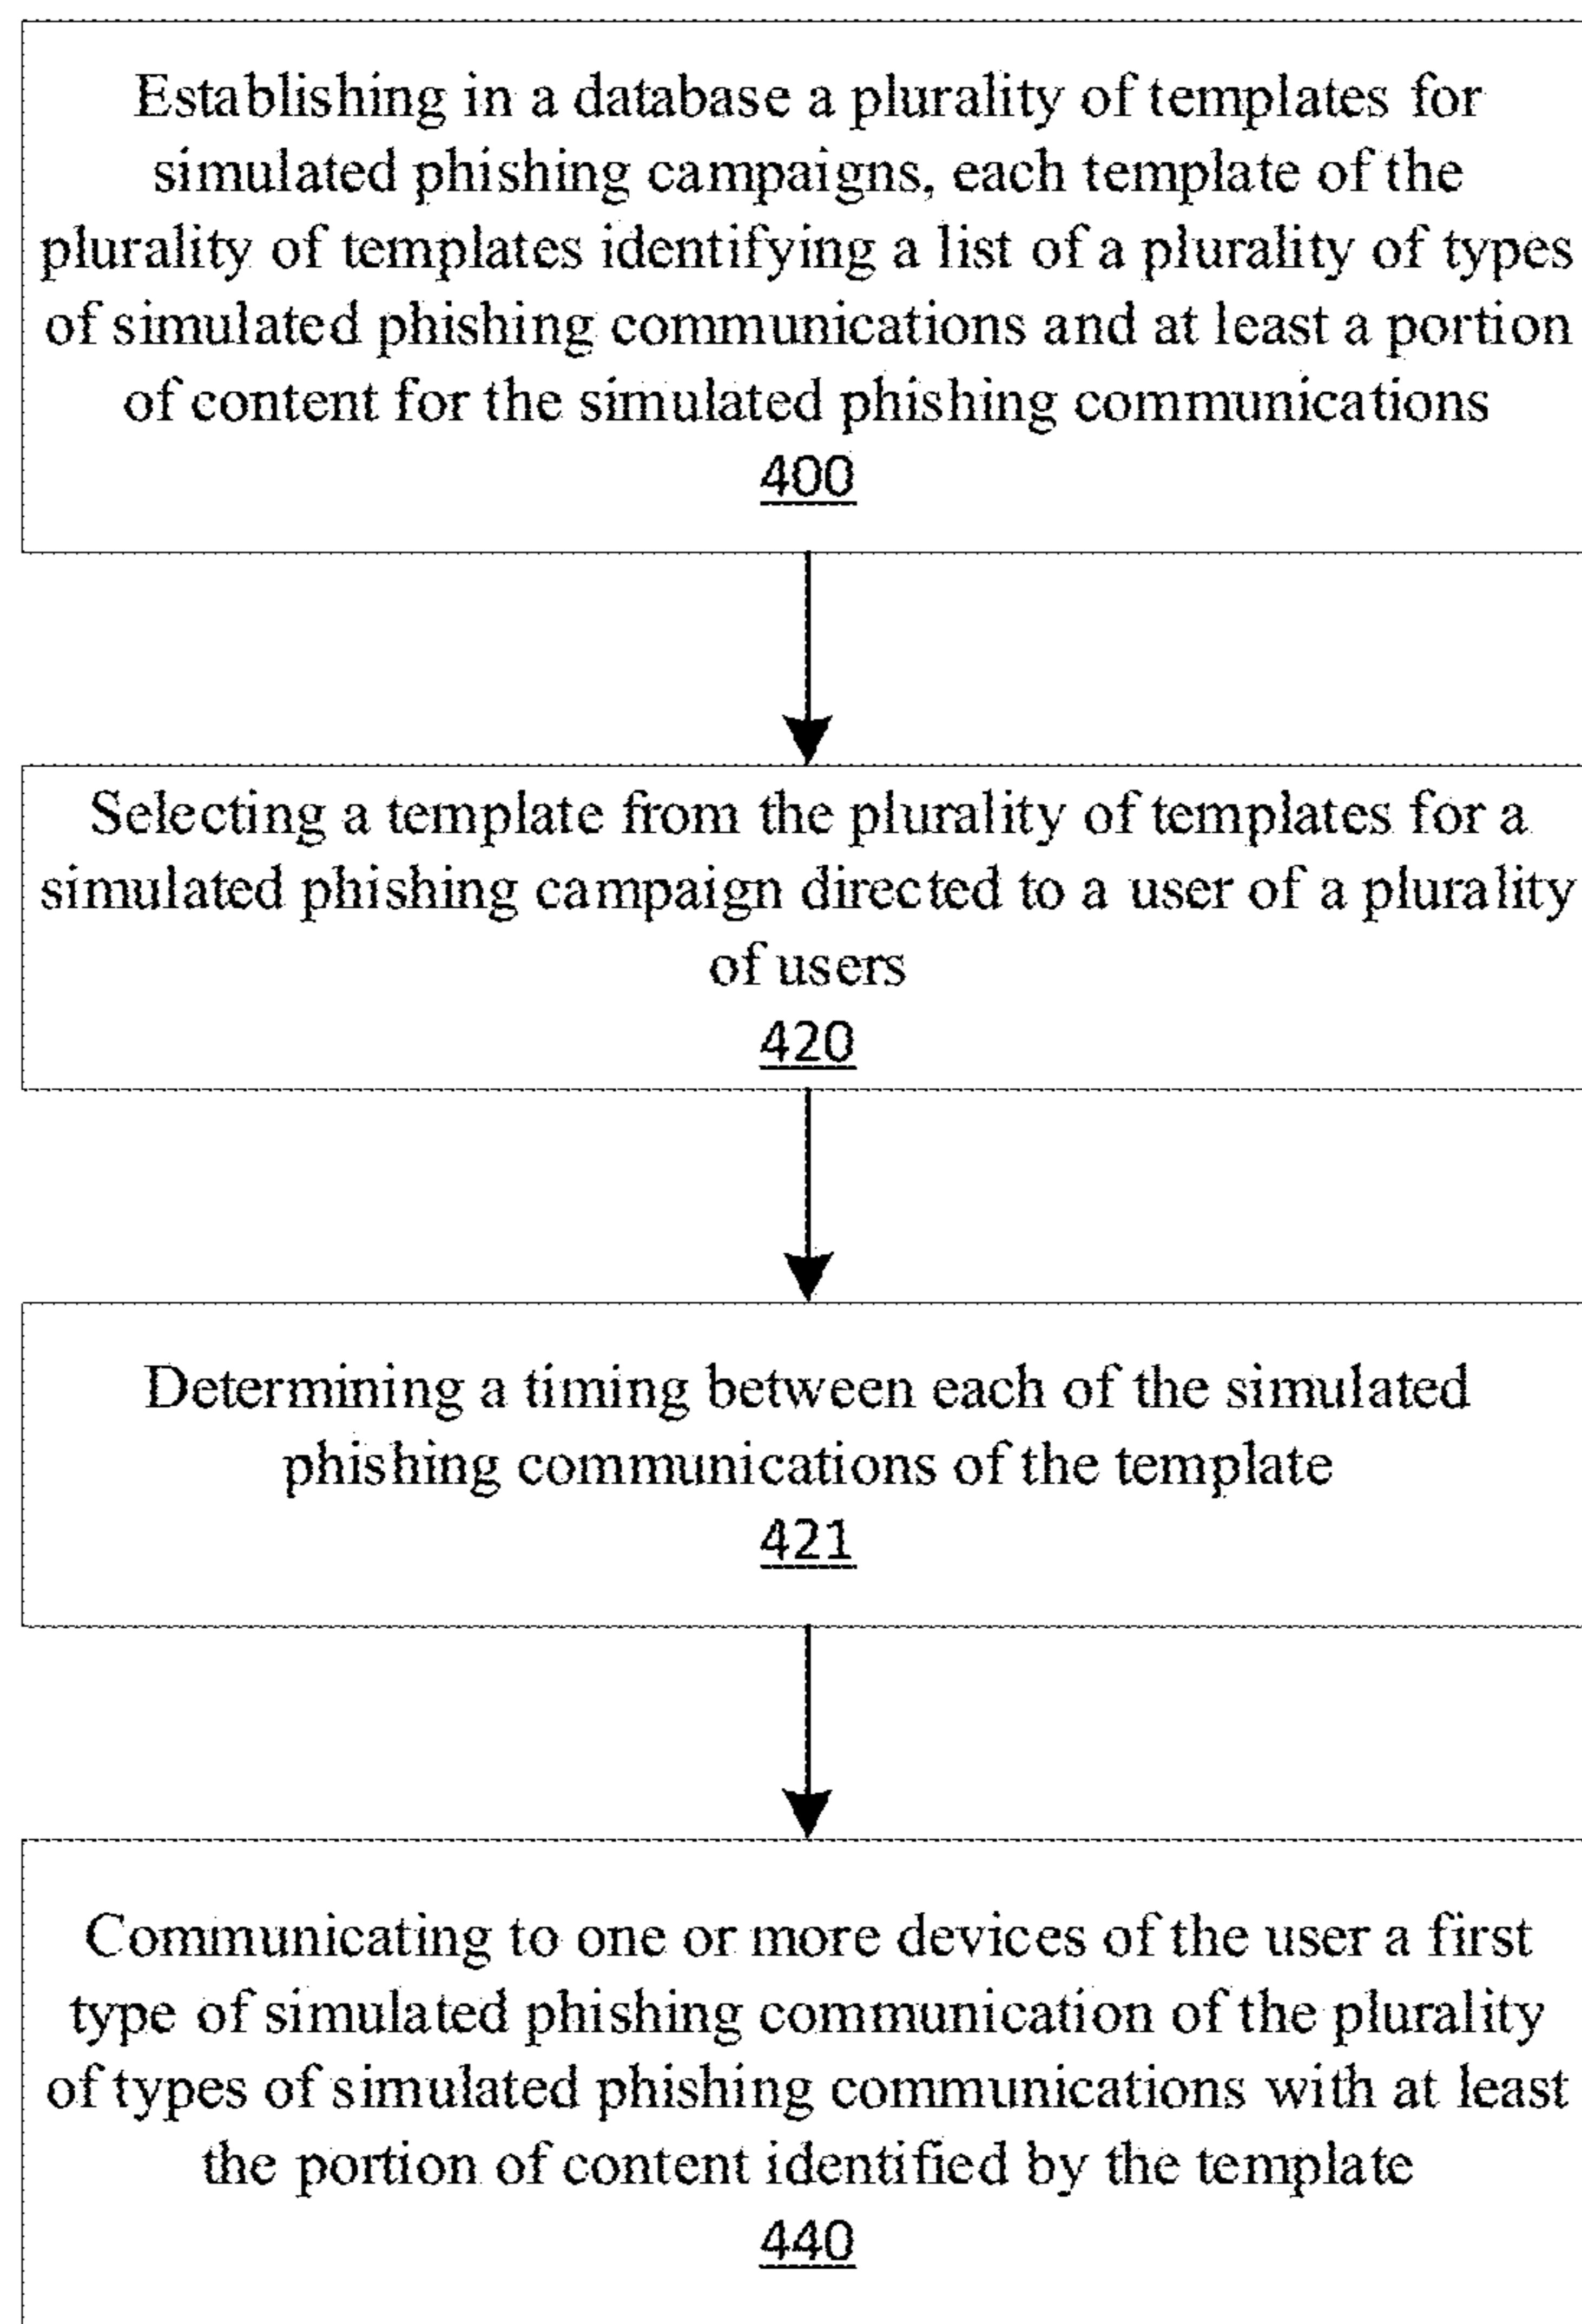 Establishing in a database a plurality of templates for
simulated phishing campaigns, each template of the
plurality of templates identifying a list of a plurality of types
of simulated phishing communications and at least a portion
of content for the simulated phishing communications
400
Selecting a template from the plurality of templates for a
simulated phishing campaign directed to a user of a plurality
of users
420
Determining a timing between each of the simulated
phishing communications of the template
421
Communicating to one or more devices of the user a first
type of simulated phishing communication of the plurality
of types of simulated phishing communications with at least
the portion of content identified by the template
440